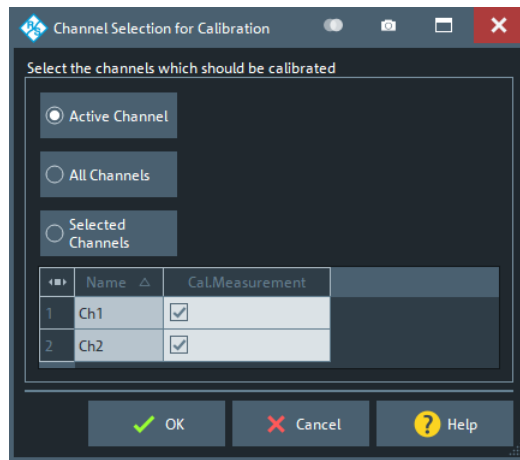 R&S
Channel Selection for Calibration
Select the channels which should be calibrated
Active Channel
All Channels
Selected
Channels
Name Cal.Measurement
1 Ch1
2 Ch2
OK Cancel ? Help